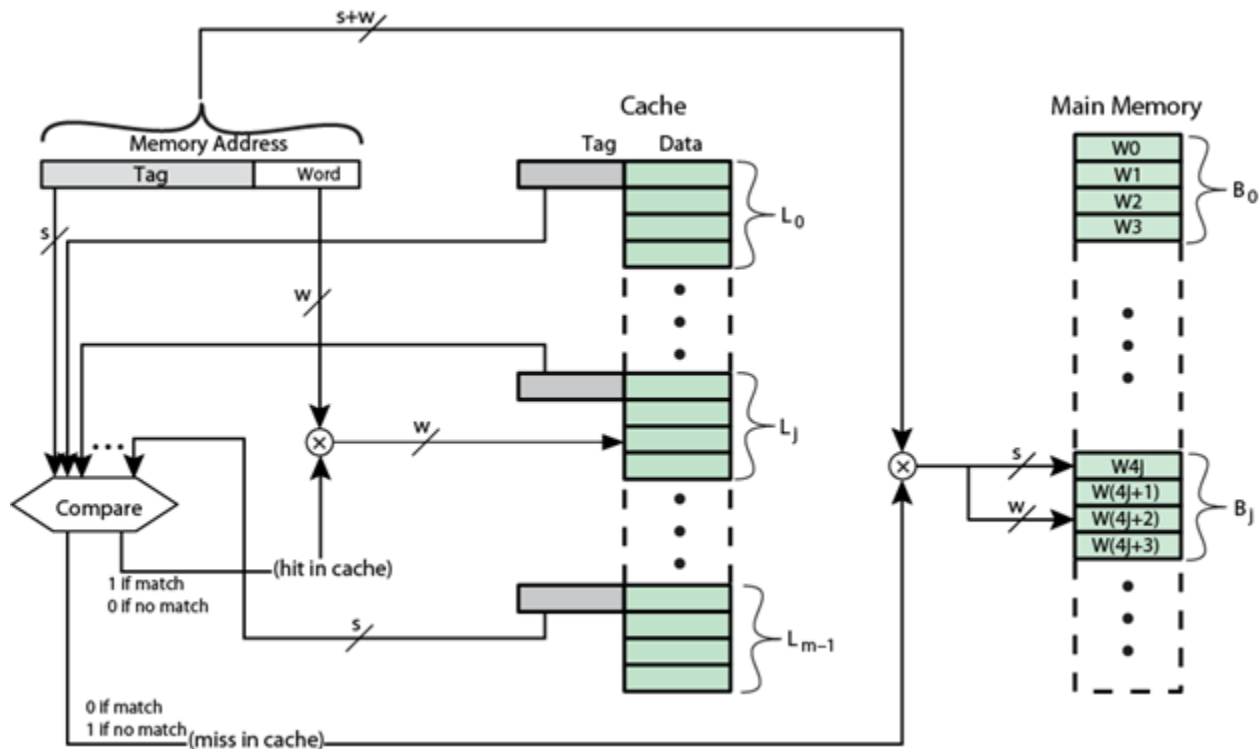 s+w
Cache
Main Memory
Memory Address
Tag Data
Tag Word
W0
W1
W2
W3
B0
L0
s
w
Lj
w
s
W4j
W(4j+1)
w
W(4j+2)
W(4j+3)
Bj
Compare
(hit in cache)
1 if match
0 if no match
s
Lm–1
0 if match
1 if no match
(miss in cache)